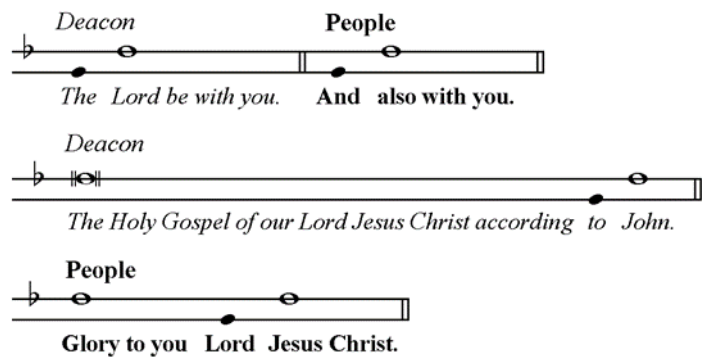 Deacon People
The Lord be with you. And also with you.
Deacon
The Holy Gospel of our Lord Jesus Christ according to John.
People
Glory to you Lord Jesus Christ.